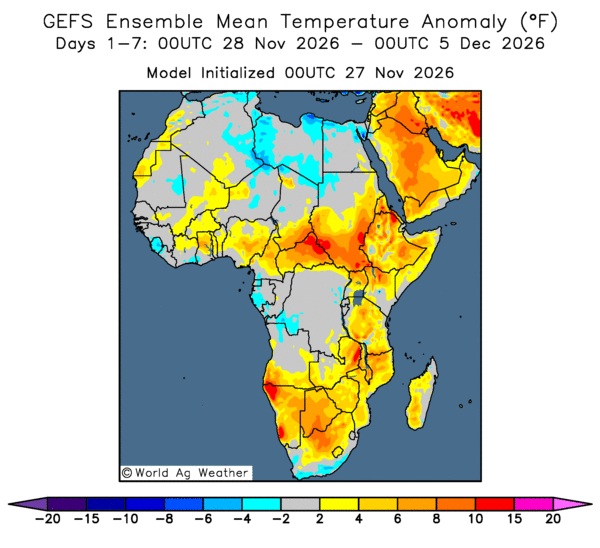 GEFS Ensemble Mean Temperature Anomaly (°F)
Days 1-7: 00UTC 28 Nov 2026 - 00UTC 5 Dec 2026
Model Initialized 00UTC 27 Nov 2026
© World Ag Weather
-20 -15 -10 -8 -6 -4 -2 2 4 6 8 10 15 20